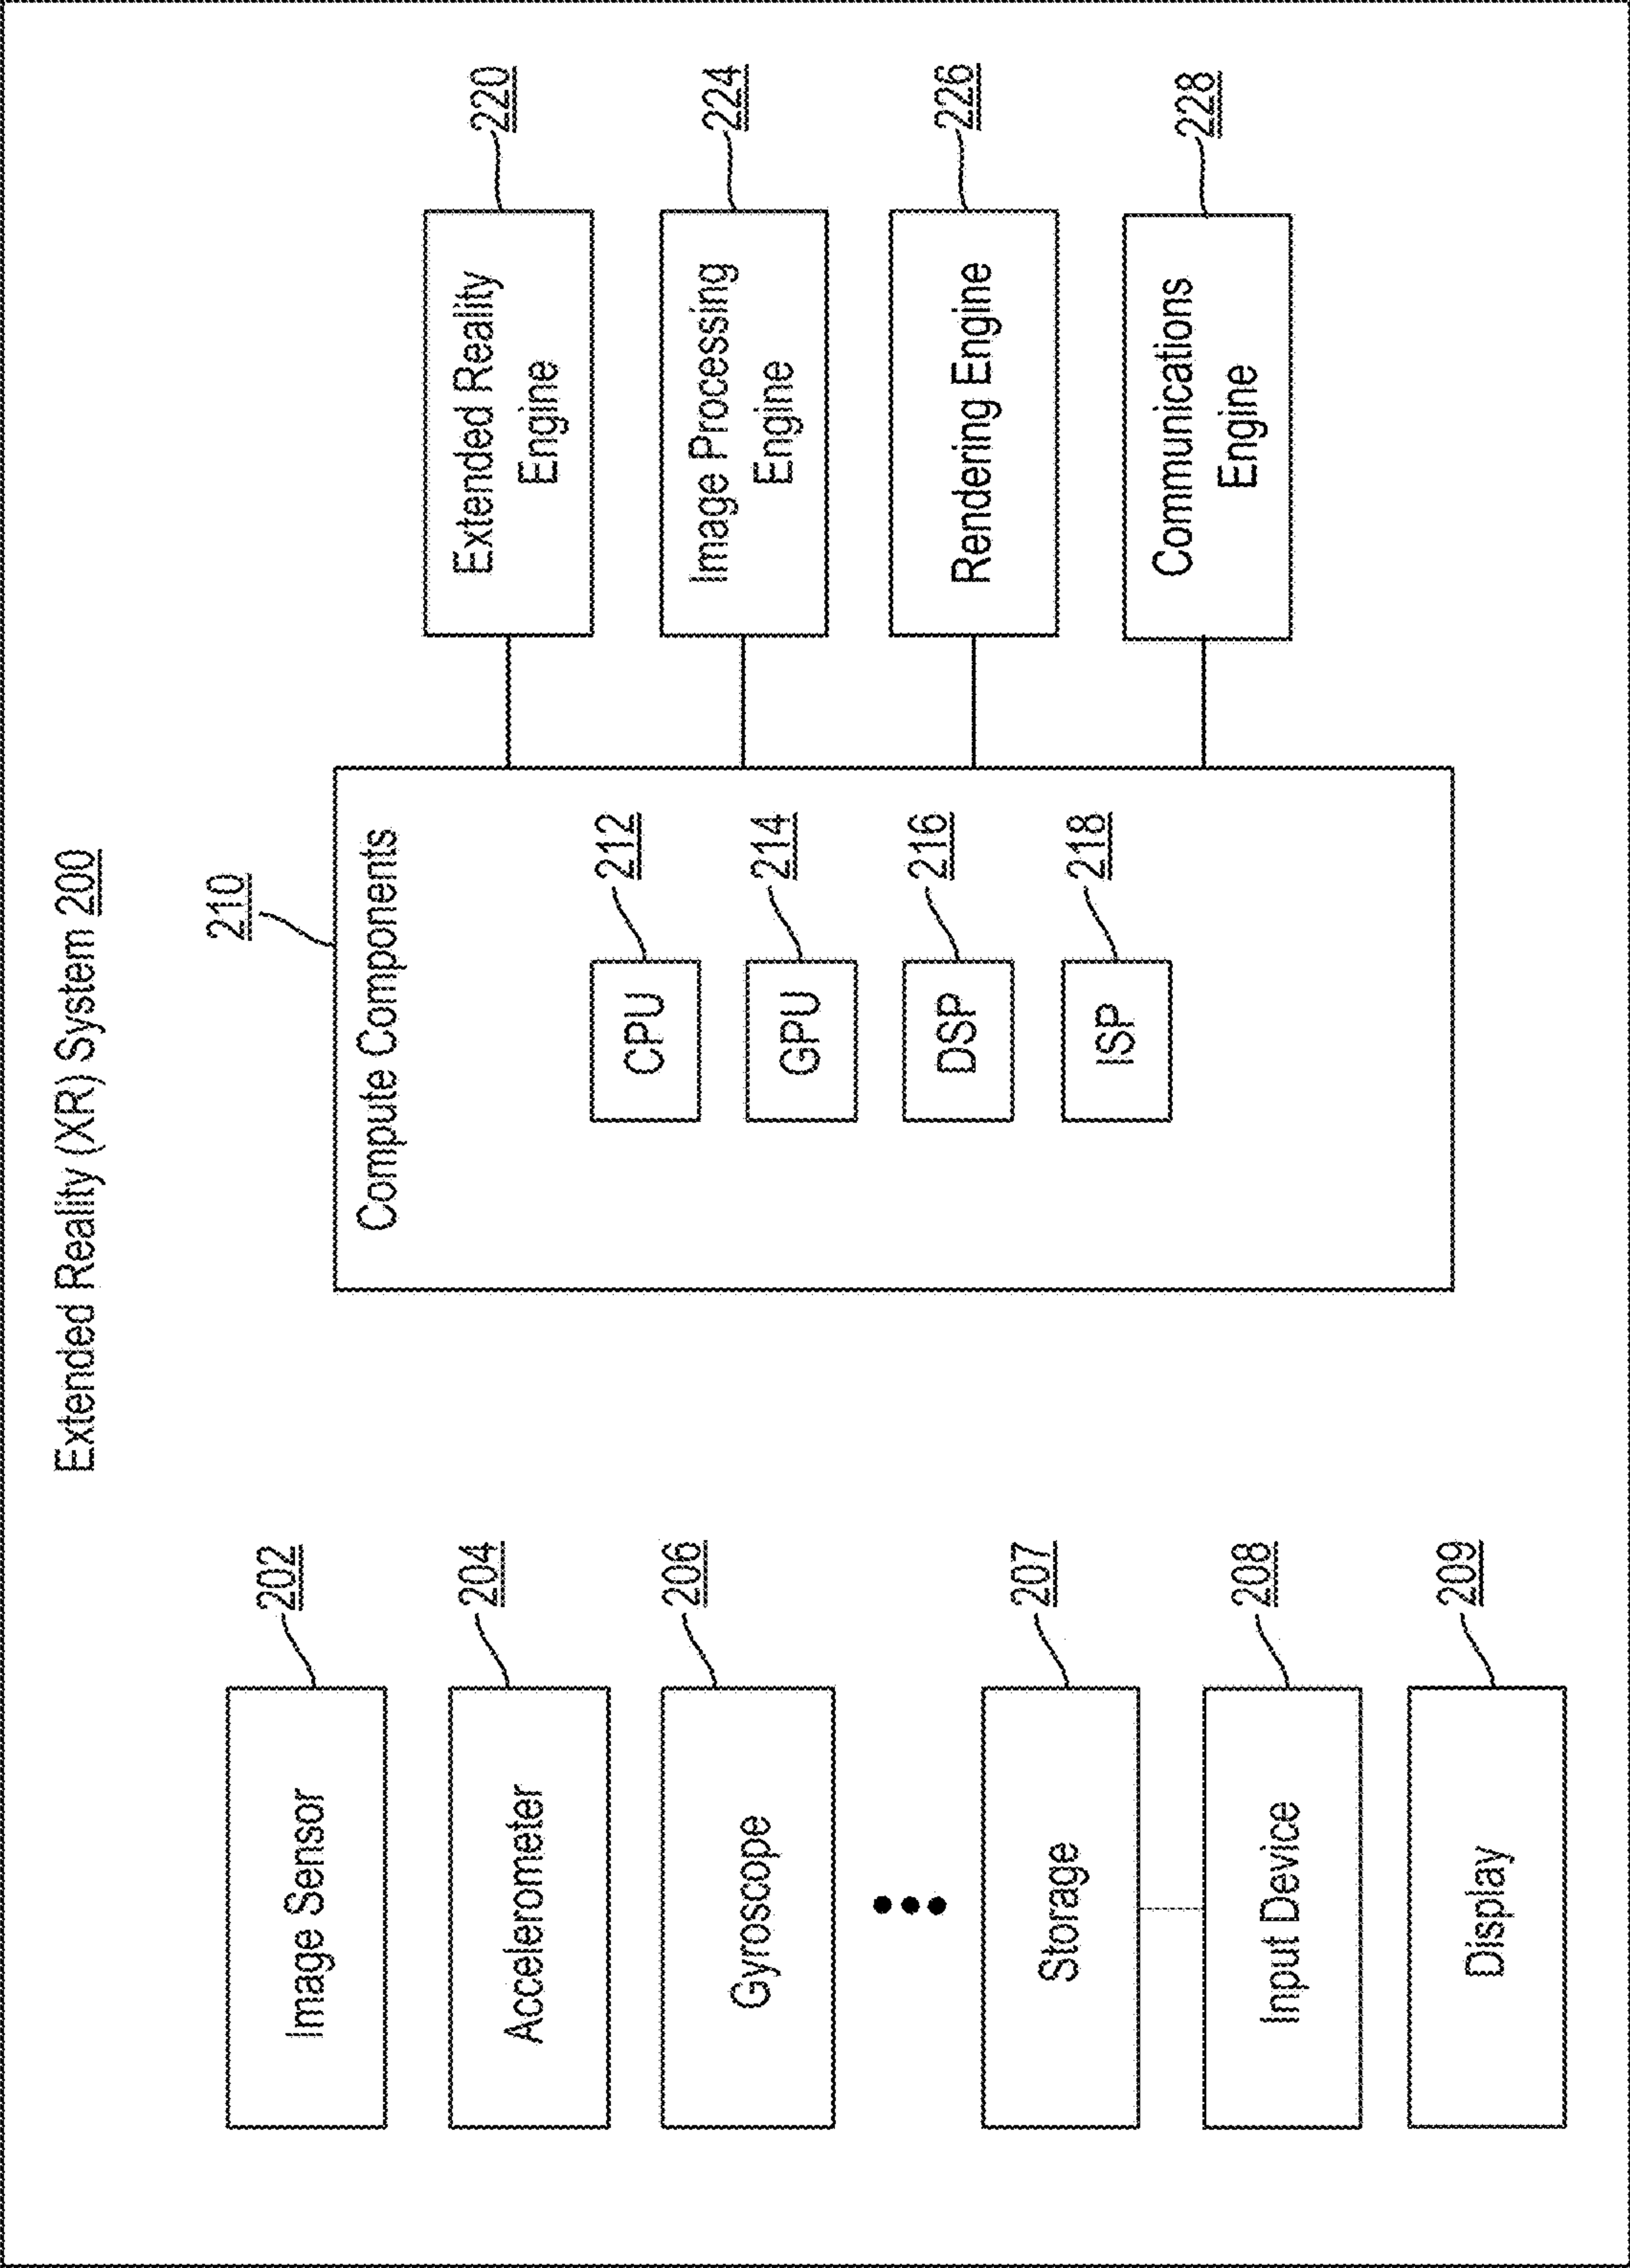 Extended Reality (XR) System 200
202
Image Sensor
204
Accelerometer
206
Gyroscope
207
Storage
208
Input Device
209
Display
210
Compute Components
212
CPU
214
GPU
216
DSP
218
ISP
220
Extended Reality
Engine
224
Image Processing
Engine
226
Rendering Engine
228
Communications
Engine